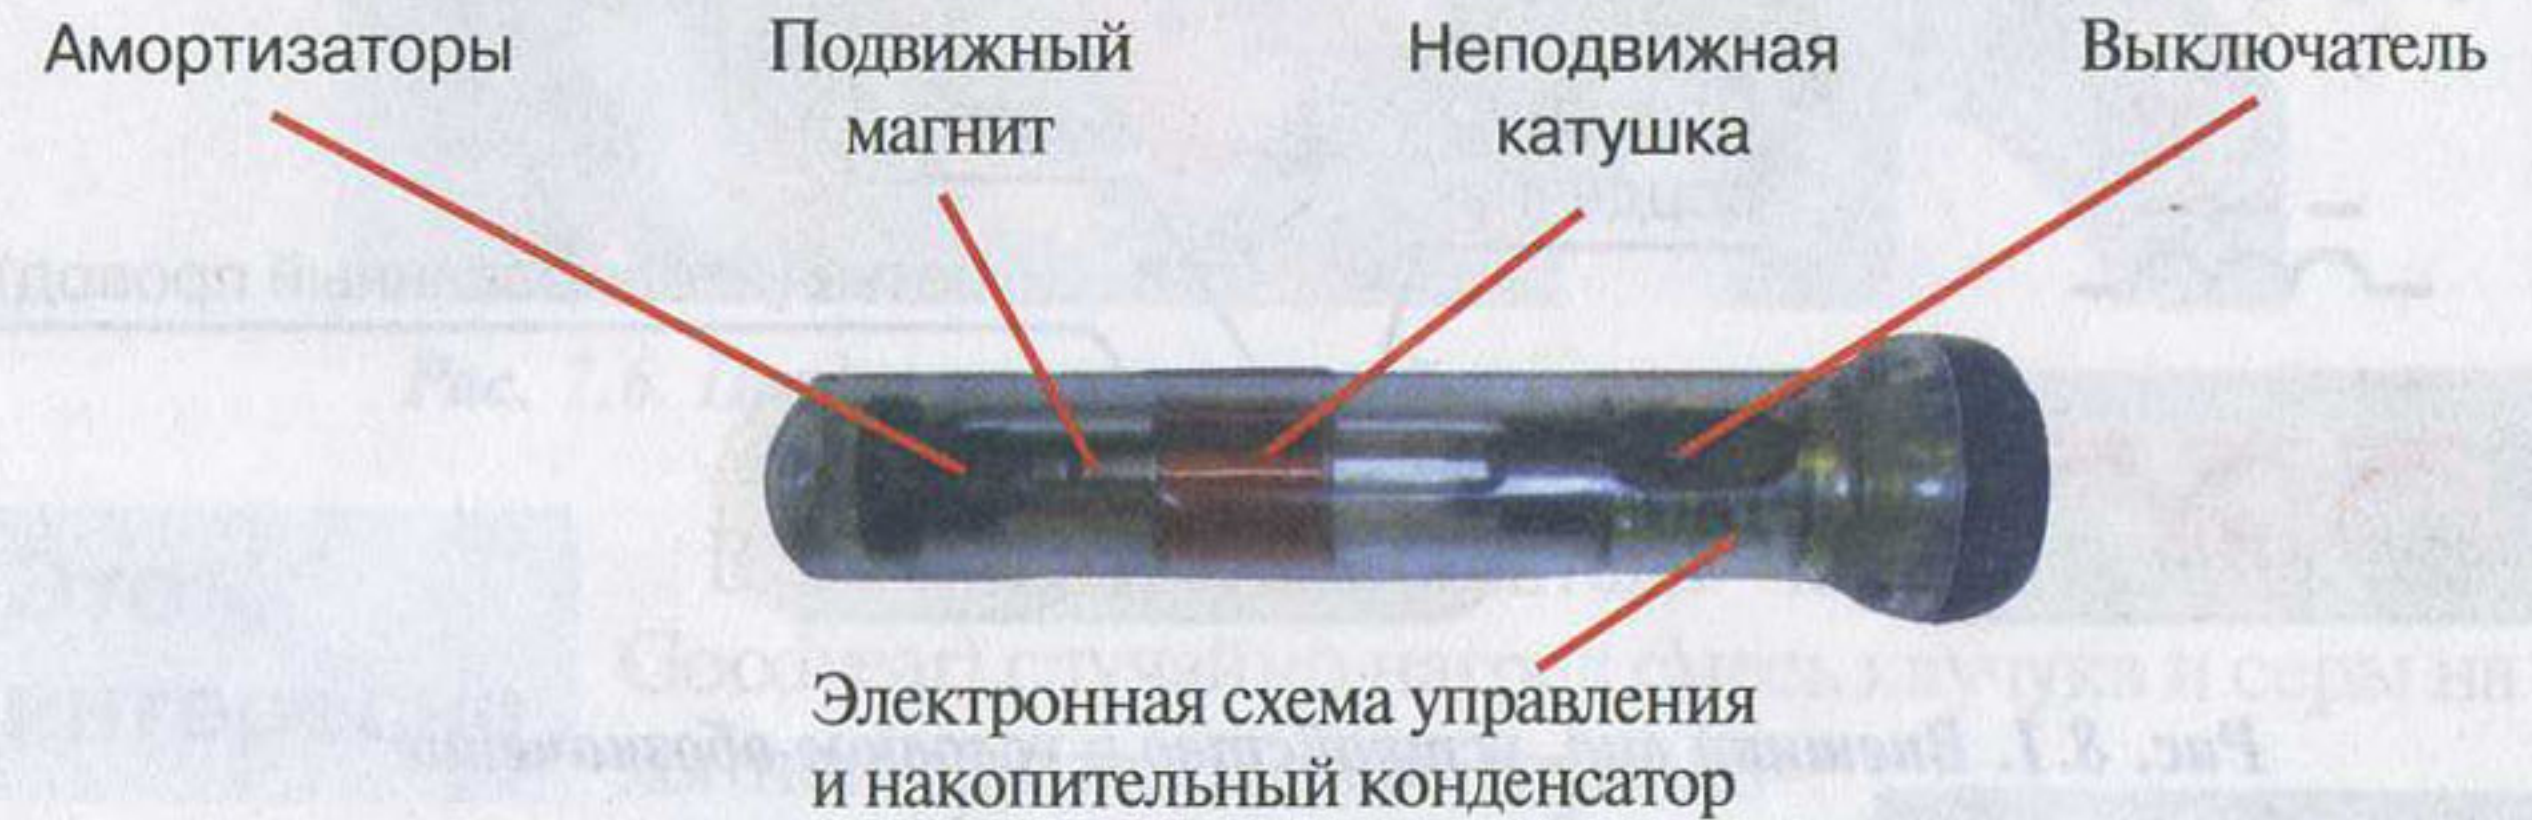 Амортизаторы
Подвижный
магнит
Неподвижная
катушка
Выключатель
Электронная схема управления
и накопительный конденсатор